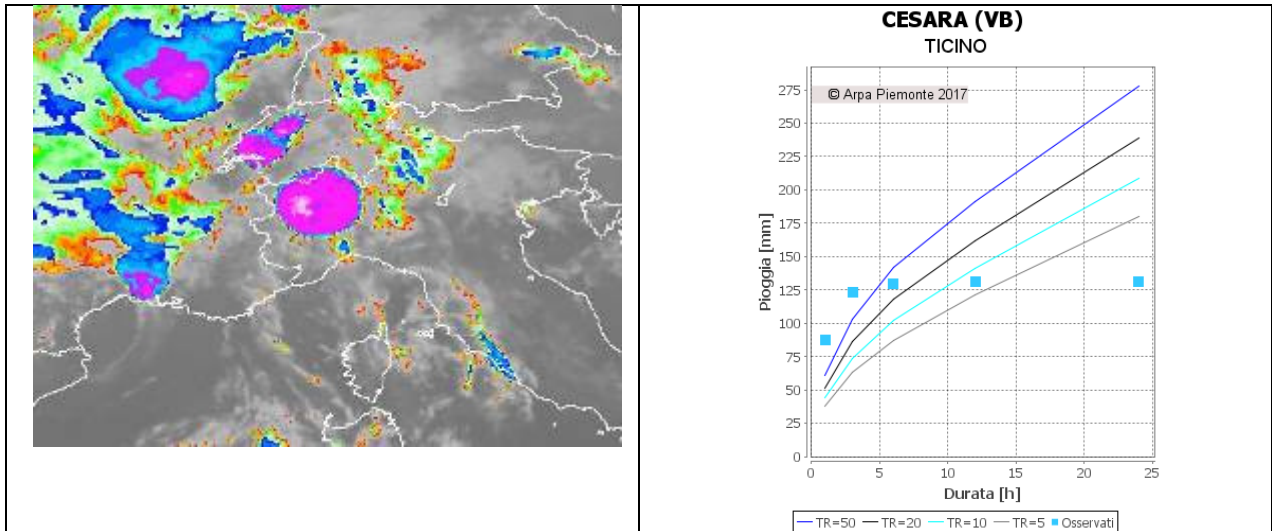 CESARA (VB)
TICINO
© Arpa Piemonte 2017
Pioggia [mm]
275
250
225
200
175
150
125
100
75
50
25
0
0 5 10 15 20 25
Durata [h]
TR=50 TR=20 TR=10 TR=5 Osservati